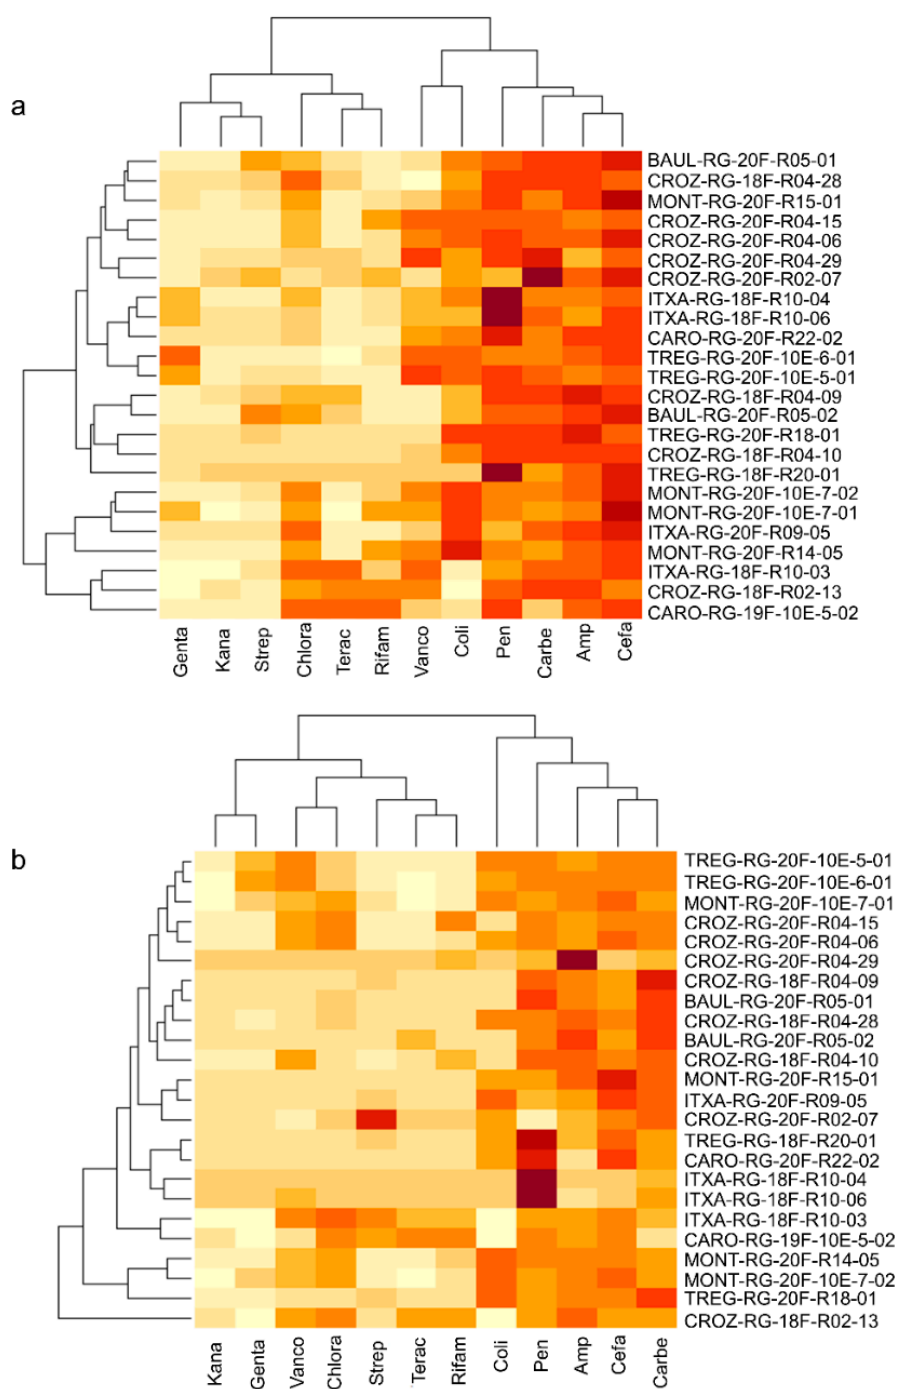 a
BAUL-RG-20F-R05-01
CROZ-RG-18F-R04-28
MONT-RG-20F-R15-01
CROZ-RG-20F-R04-15
CROZ-RG-20F-R04-06
CROZ-RG-20F-R04-29
CROZ-RG-20F-R02-07
ITXA-RG-18F-R10-04
ITXA-RG-18F-R10-06
CARO-RG-20F-R22-02
TREG-RG-20F-10E-6-01
TREG-RG-20F-10E-5-01
CROZ-RG-18F-R04-09
BAUL-RG-20F-R05-02
TREG-RG-20F-R18-01
CROZ-RG-18F-R04-10
TREG-RG-18F-R20-01
MONT-RG-20F-10E-7-02
MONT-RG-20F-10E-7-01
ITXA-RG-20F-R09-05
MONT-RG-20F-R14-05
ITXA-RG-18F-R10-03
CROZ-RG-18F-R02-13
CARO-RG-19F-10E-5-02
Genta Kana Strep Chlora Terac Rifam Vanco Coli Pen Carbe Amp Cefa
b
TREG-RG-20F-10E-5-01
TREG-RG-20F-10E-6-01
MONT-RG-20F-10E-7-01
CROZ-RG-20F-R04-15
CROZ-RG-20F-R04-06
CROZ-RG-20F-R04-29
CROZ-RG-18F-R04-09
BAUL-RG-20F-R05-01
CROZ-RG-18F-R04-28
BAUL-RG-20F-R05-02
CROZ-RG-18F-R04-10
MONT-RG-20F-R15-01
ITXA-RG-20F-R09-05
CROZ-RG-20F-R02-07
TREG-RG-18F-R20-01
CARO-RG-20F-R22-02
ITXA-RG-18F-R10-04
ITXA-RG-18F-R10-06
ITXA-RG-18F-R10-03
CARO-RG-19F-10E-5-02
MONT-RG-20F-R14-05
MONT-RG-20F-10E-7-02
TREG-RG-20F-R18-01
CROZ-RG-18F-R02-13
Kana Genta Vanco Chlora Strep Terac Rifam Coli Pen Amp Cefa Carbe